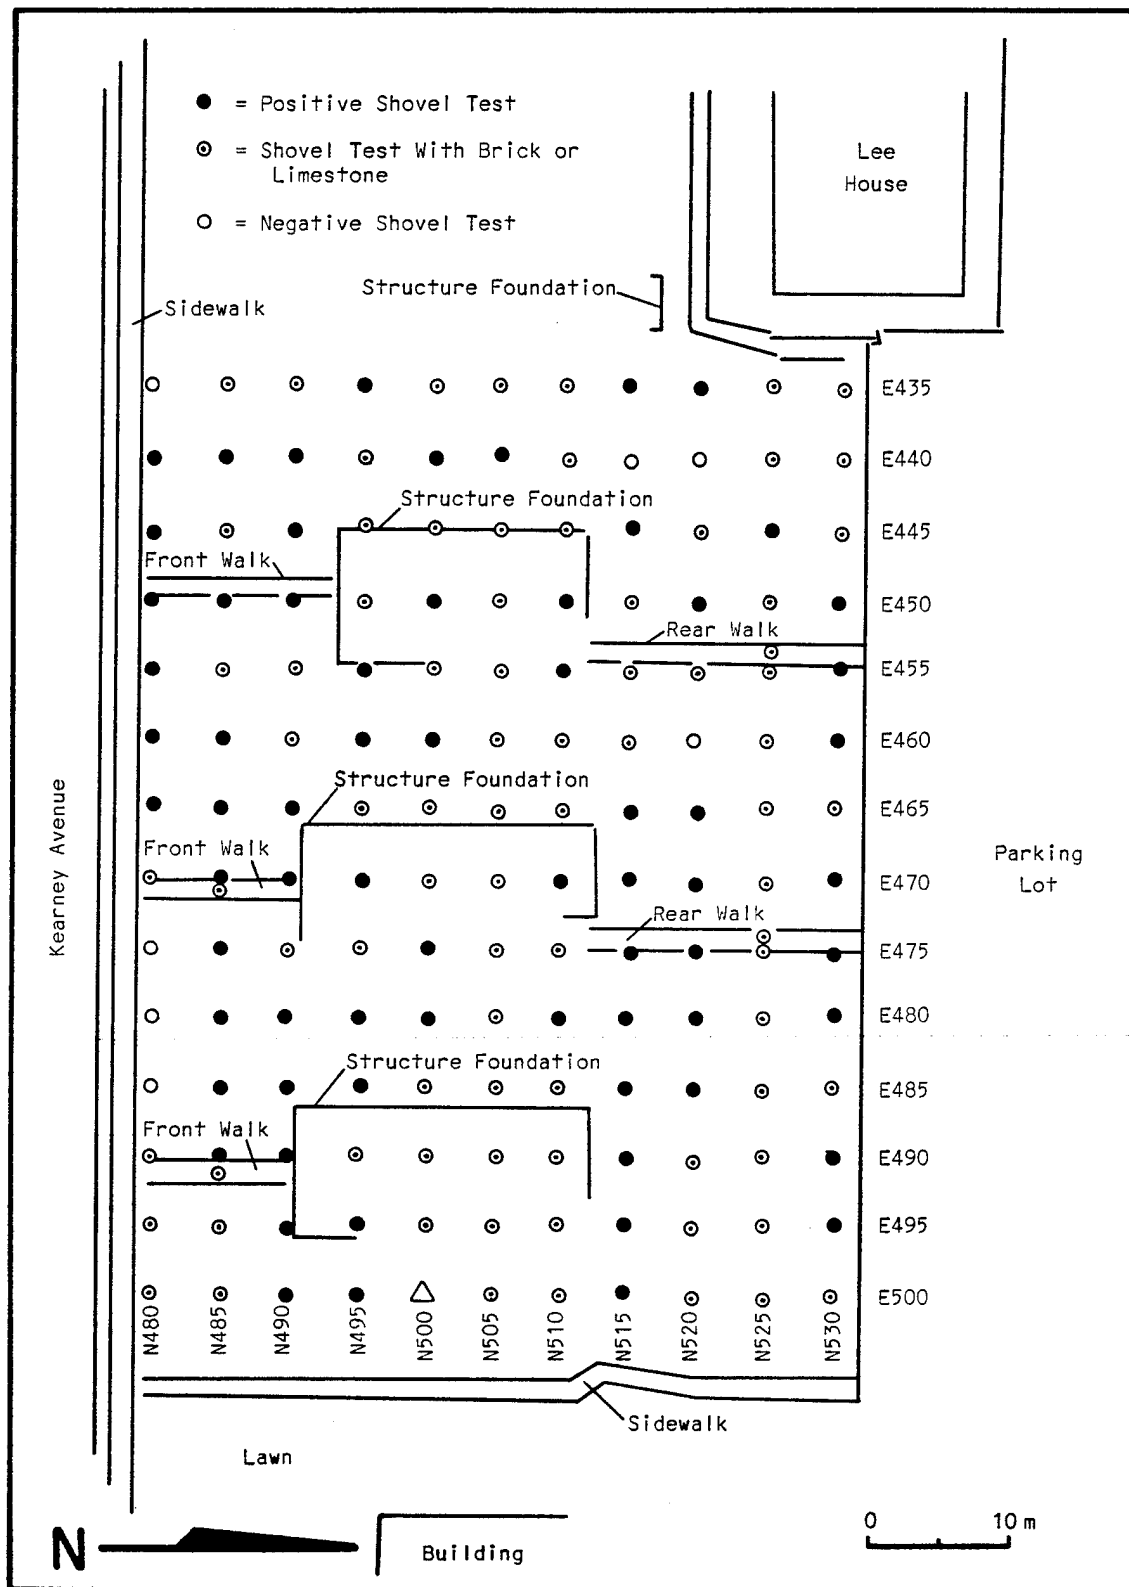 = Positive Shovel Test
= Shovel Test With Brick or
Limestone
= Negative Shovel Test
Lee
House
Structure Foundation
Sidewalk
E435
E440
Structure Foundation
E445
Front Walk
E450
Rear Walk
E455
E460
Structure Foundation
E465
Front Walk
E470
Parking
Lot
Kearney Avenue
Rear Walk
E475
E480
Structure Foundation
E485
Front Walk
E490
E495
E500
N480
N485
N490
N495
N500
N505
N510
N515
N520
N525
N530
Sidewalk
Lawn
N
Building
0 10 m